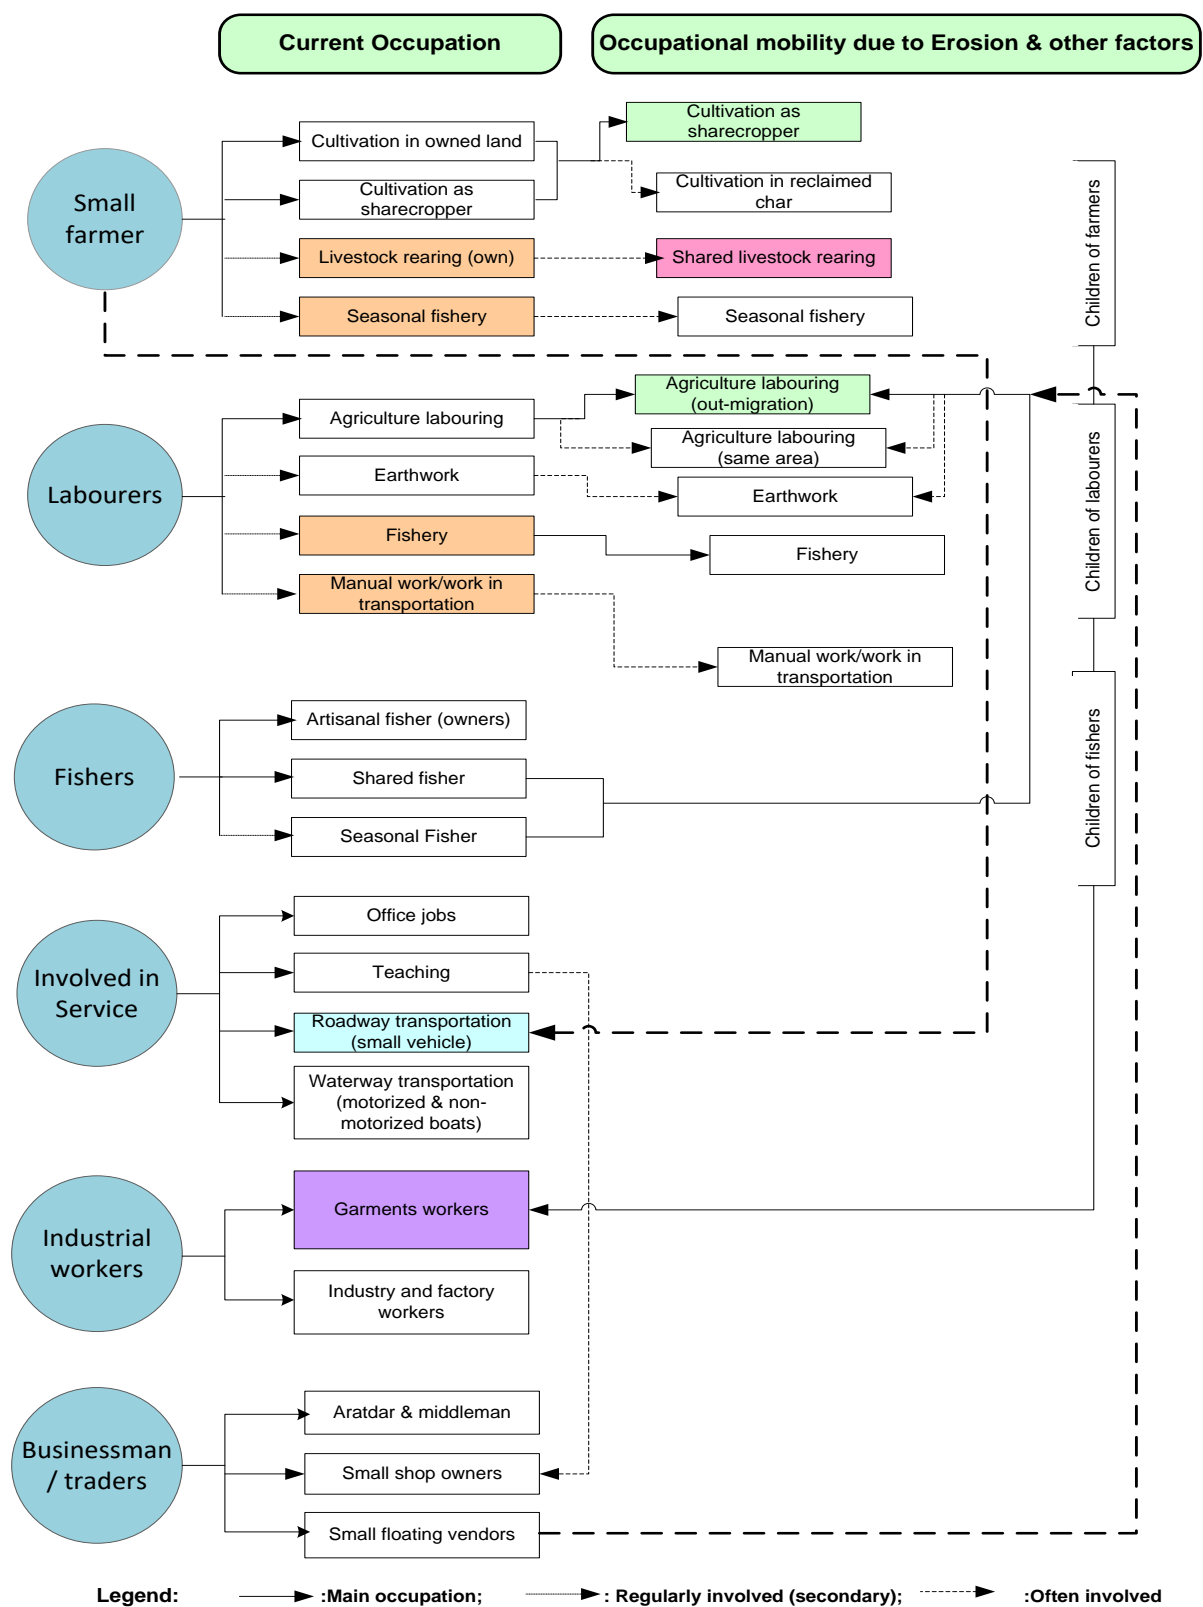 Current Occupation
Occupational mobility due to Erosion & other factors
Small
farmer
Cultivation in owned land
Cultivation as
sharecropper
Livestock rearing (own)
Seasonal fishery
Cultivation as
sharecropper
Cultivation in reclaimed
char
Shared livestock rearing
Seasonal fishery
Children of farmers
Labourers
Agriculture labouring
Earthwork
Fishery
Manual work/work in
transportation
Agriculture labouring
(out-migration)
Agriculture labouring
(same area)
Earthwork
Fishery
Manual work/work in
transportation
Children of labourers
Fishers
Artisanal fisher (owners)
Shared fisher
Seasonal Fisher
Children of fishers
Involved in
Service
Office jobs
Teaching
Roadway transportation
(small vehicle)
Waterway transportation
(motorized & non-
motorized boats)
Industrial
workers
Garments workers
Industry and factory
workers
Businessman
/ traders
Aratdar & middleman
Small shop owners
Small floating vendors
Legend: :Main occupation; : Regularly involved (secondary); :Often involved